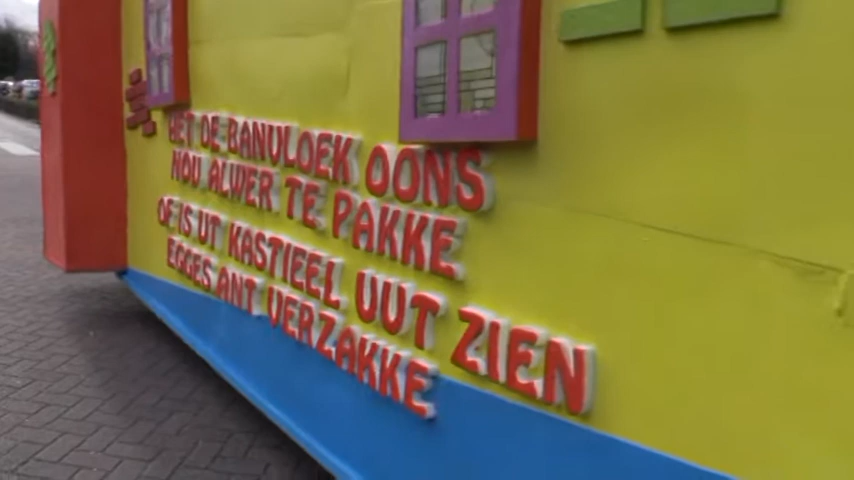 HET DE BANVLOEK OONS
NOU ALWER TE PAKKE
OF IS UT KASTIEEL UUT ZIEN
EGGES ANT VERZAKKE